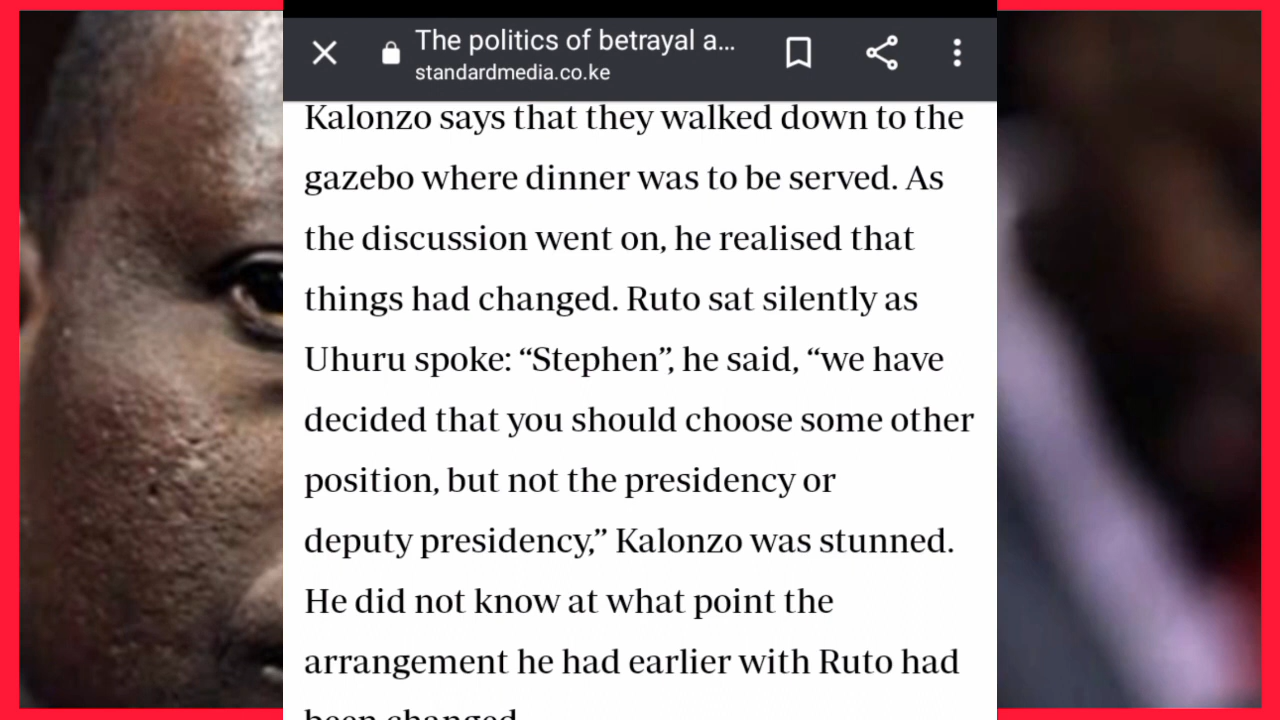 The politics of betrayal a...
standardmedia.co.ke
Kalonzo says that they walked down to the
gazebo where dinner was to be served. As
the discussion went on, he realised that
things had changed. Ruto sat silently as
Uhuru spoke: “Stephen”, he said, “we have
decided that you should choose some other
position, but not the presidency or
deputy presidency,” Kalonzo was stunned.
He did not know at what point the
arrangement he had earlier with Ruto had
been changed